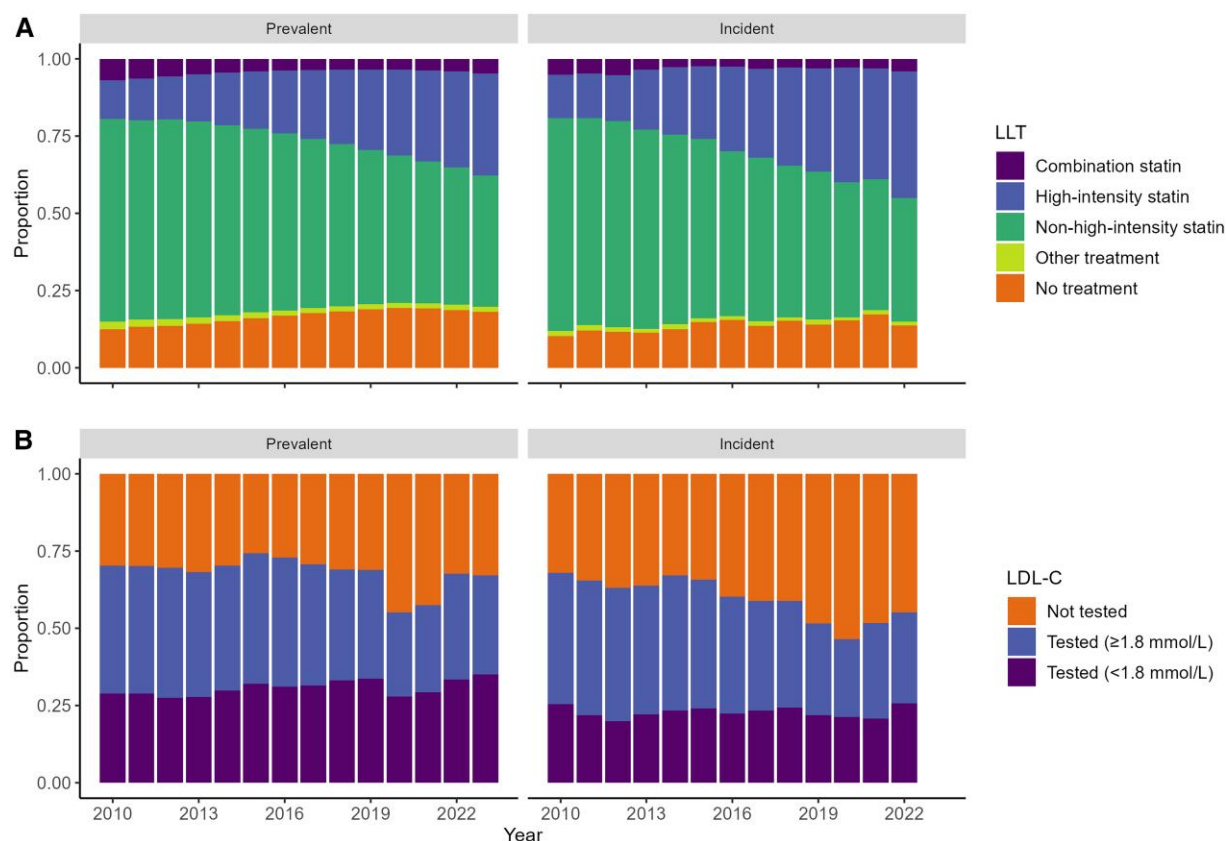 A
Prevalent
Incident
1.00
0.75
0.50
0.25
0.00
Proportion
LLT
Combination statin
High-intensity statin
Non-high-intensity statin
Other treatment
No treatment
B
Prevalent
Incident
1.00
0.75
0.50
0.25
0.00
Proportion
2010 2013 2016 2019 2022 2010 2013 2016 2019 2022
Year
LDL-C
Not tested
Tested (≥1.8 mmol/L)
Tested (<1.8 mmol/L)